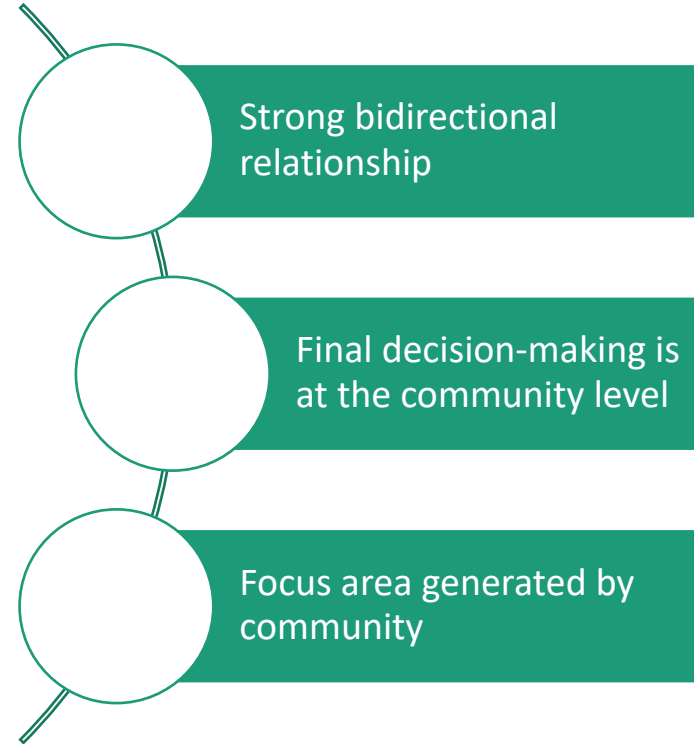 Strong bidirectional
relationship
Final decision-making is
at the community level
Focus area generated by
community